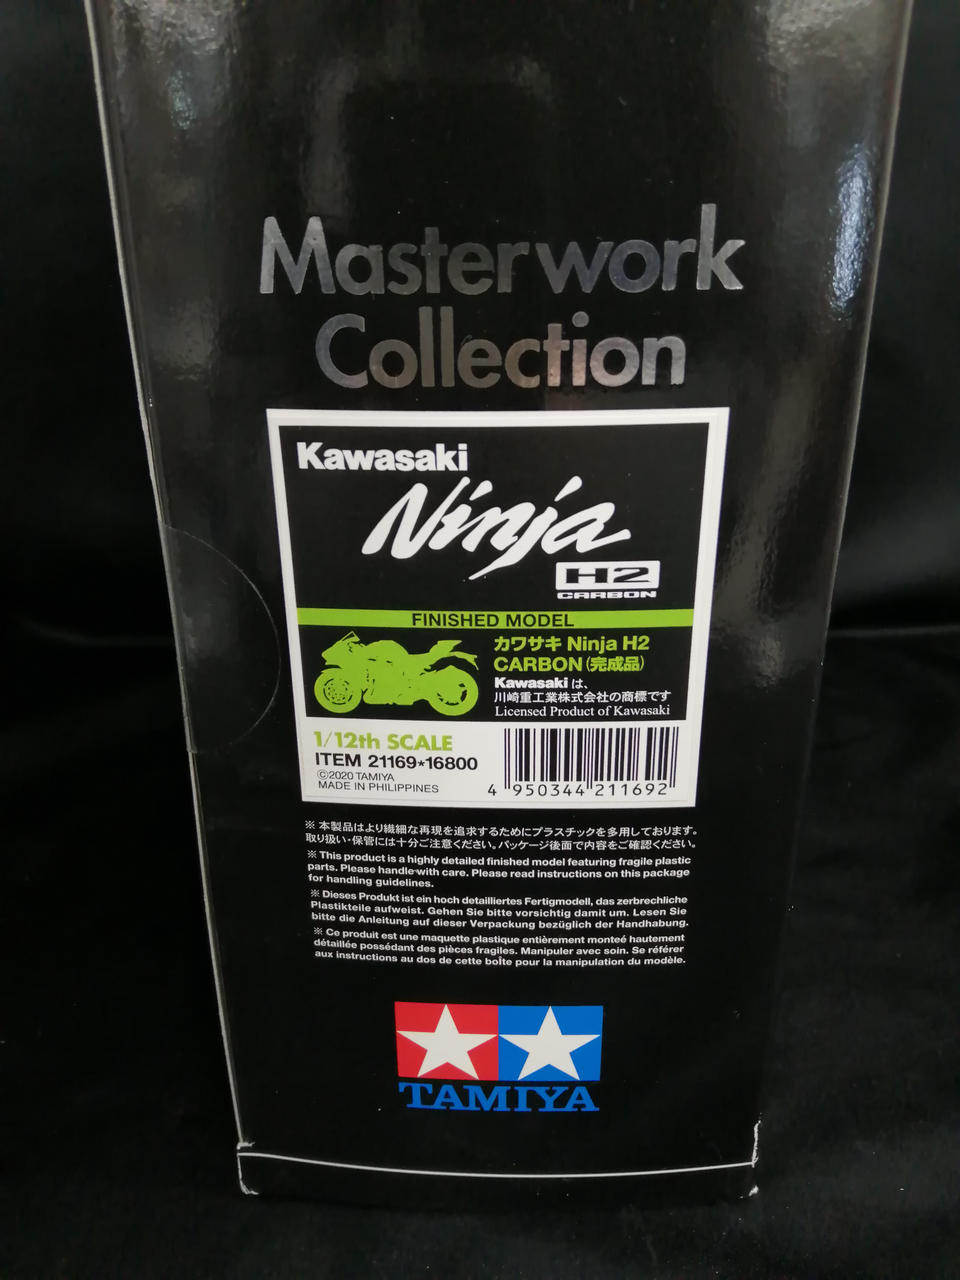 Masterwork
Collection
Kawasaki
Ninja
H2
CARBON
FINISHED MODEL
カワサキ Ninja H2
CARBON(完成品)
Kawasaki は、
川崎重工業株式会社の商標です
Licensed Product of Kawasaki
1/12th SCALE
ITEM 21169*16800
©2020 TAMIYA
MADE IN PHILIPPINES
4 950344 211692
※ 本製品はより繊細な再現を追求するためにプラスチックを多用しております。
取り扱い・保管には十分ご注意ください。パッケージ後面で内容をご確認ください。
※ This product is a highly detailed finished model featuring fragile plastic
parts. Please handle with care. Please read instructions on this package
for handling guidelines.
※ Dieses Produkt ist ein hoch detailliertes Fertigmodell, das zerbrechliche
Plastikteile aufweist. Gehen Sie bitte vorsichtig damit um. Lesen Sie
bitte die Anleitung auf dieser Verpackung bezüglich der Handhabung.
※ Ce produit est une maquette plastique entièrement monteé hautement
détaillée possédant des pièces fragiles. Manipuler avec soin. Se référer
aux instructions au dos de cette boîte pour la manipulation du modèle.
TAMIYA